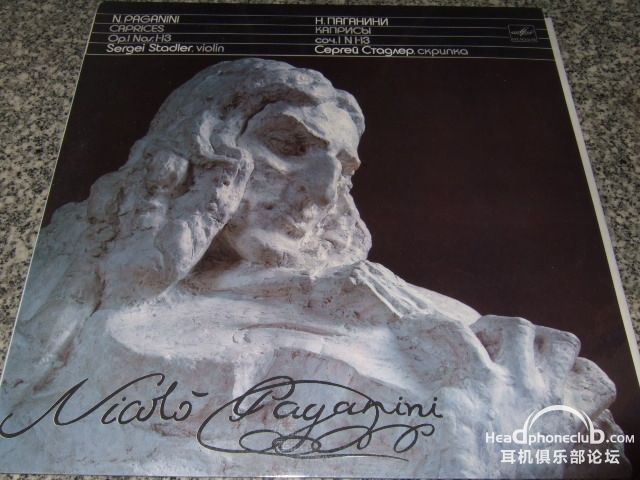 N. PAGANINI
CAPRICES
Op.1 Nos.1-13
Sergei Stadler, violin
Н. ПАГАНИНИ
КАПРИСЫ
соч.1 N 1-13
Сергей Стадлер, скрипка
Nicolò Paganini
HeadPhoneclub.com
耳机俱乐部论坛